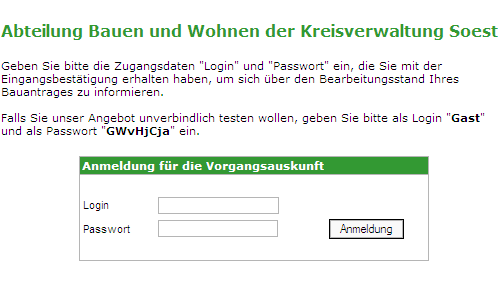 Abteilung Bauen und Wohnen der Kreisverwaltung Soest
Geben Sie bitte die Zugangsdaten "Login" und "Passwort" ein, die Sie mit der
Eingangsbestätigung erhalten haben, um sich über den Bearbeitungsstand Ihres
Bauantrages zu informieren.
Falls Sie unser Angebot unverbindlich testen wollen, geben Sie bitte als Login "Gast"
und als Passwort "GWvHjCja" ein.
Anmeldung für die Vorgangsauskunft
Login
Passwort
Anmeldung